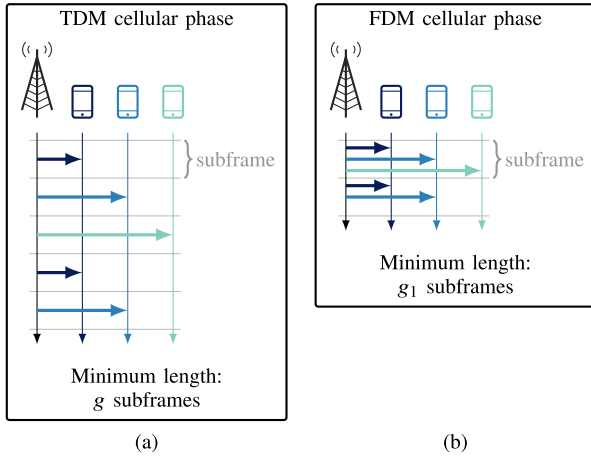 TDM cellular phase
subframe
Minimum length:
g subframes
(a)
FDM cellular phase
subframe
Minimum length:
g₁ subframes
(b)